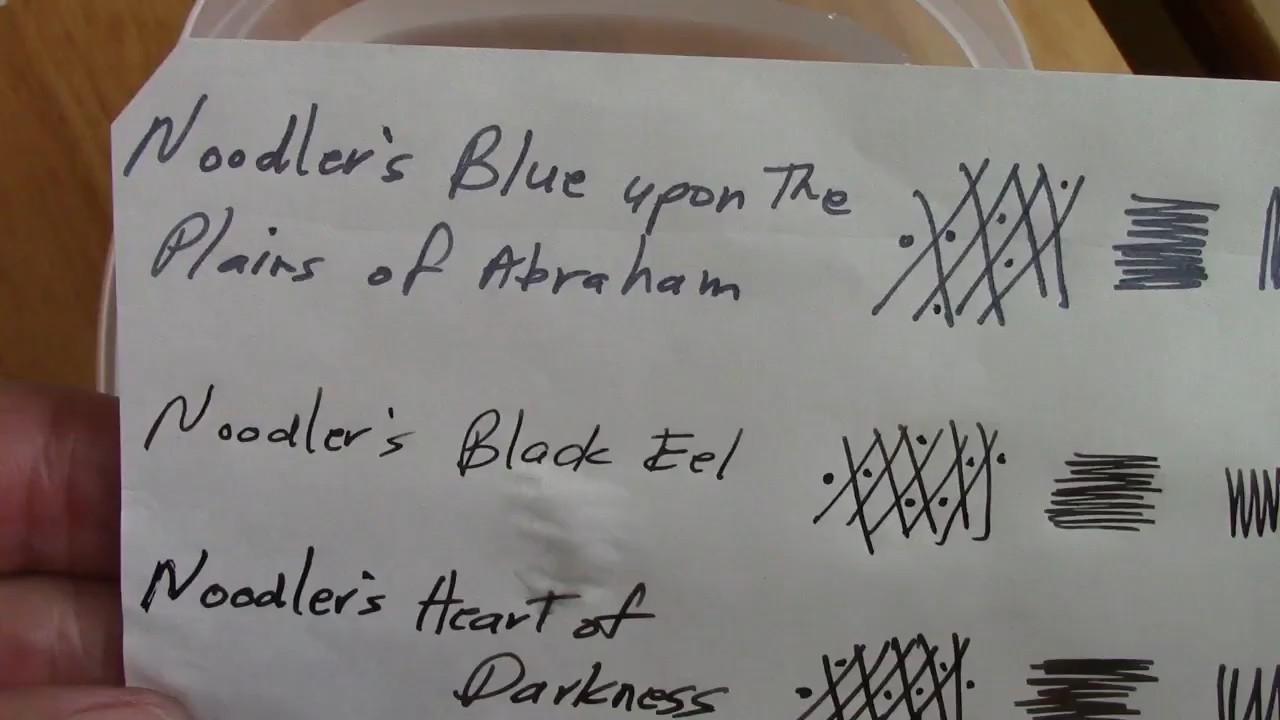 Noodler's Blue upon The
Plains of Abraham
Noodler's Black Eel
Noodler's Heart of
Darkness